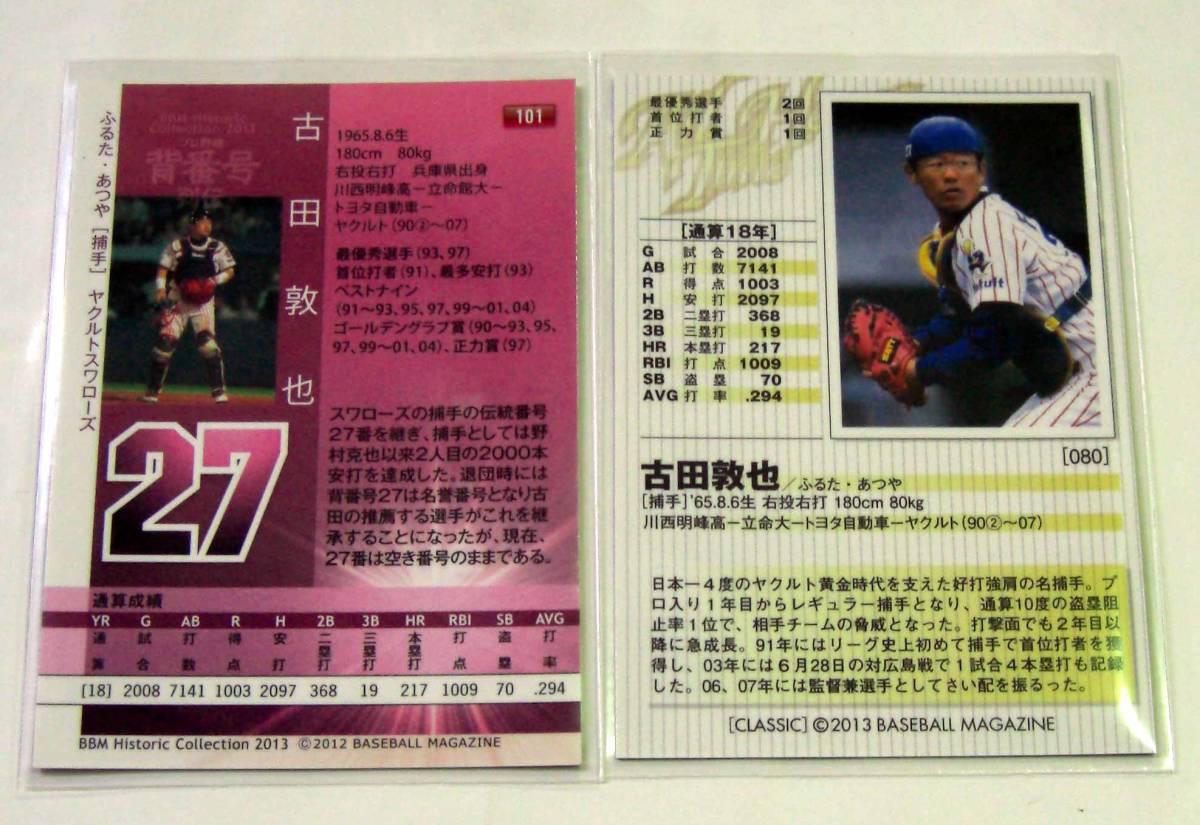 101
BBM Historic
Collection 2013
プロ野球
背番号
列伝
古田敦也
ふるた・あつや [捕手] ヤクルトスワローズ
1965.8.6生
180cm 80kg
右投右打 兵庫県出身
川西明峰高ー立命館大ー
トヨタ自動車ー
ヤクルト(90②〜07)
最優秀選手(93、97)
首位打者(91)、最多安打(93)
ベストナイン
(91〜93、95、97、99〜01、04)
ゴールデングラブ賞(90〜93、95、
97、99〜01、04)、正力賞(97)
27
スワローズの捕手の伝統番号
27番を継ぎ、捕手としては野
村克也以来2人目の2000本
安打を達成した。退団時には
背番号27は名誉番号となり古
田の推薦する選手がこれを継
承することになったが、現在、
27番は空き番号のままである。
通算成績
YR G AB R H 2B 3B HR RBI SB AVG
通算 試合 打数 得点 安打 二塁打 三塁打 本塁打 打点 盗塁 打率
[18] 2008 7141 1003 2097 368 19 217 1009 70 .294
BBM Historic Collection 2013 ©2012 BASEBALL MAGAZINE
最優秀選手 2回
首位打者 1回
正力賞 1回
[通算18年]
G 試合 2008
AB 打数 7141
R 得点 1003
H 安打 2097
2B 二塁打 368
3B 三塁打 19
HR 本塁打 217
RBI 打点 1009
SB 盗塁 70
AVG 打率 .294
[080]
古田敦也/ふるた・あつや
[捕手]'65.8.6生 右投右打 180cm 80kg
川西明峰高ー立命大ートヨタ自動車ーヤクルト(90②〜07)
日本一4度のヤクルト黄金時代を支えた好打強肩の名捕手。プ
ロ入り1年目からレギュラー捕手となり、通算10度の盗塁阻
止率1位で、相手チームの脅威となった。打撃面でも2年目以
降に急成長。91年にはリーグ史上初めて捕手で首位打者を獲
得し、03年には6月28日の対広島戦で1試合4本塁打も記録
した。06、07年には監督兼選手としてさい配を振るった。
[CLASSIC] ©2013 BASEBALL MAGAZINE